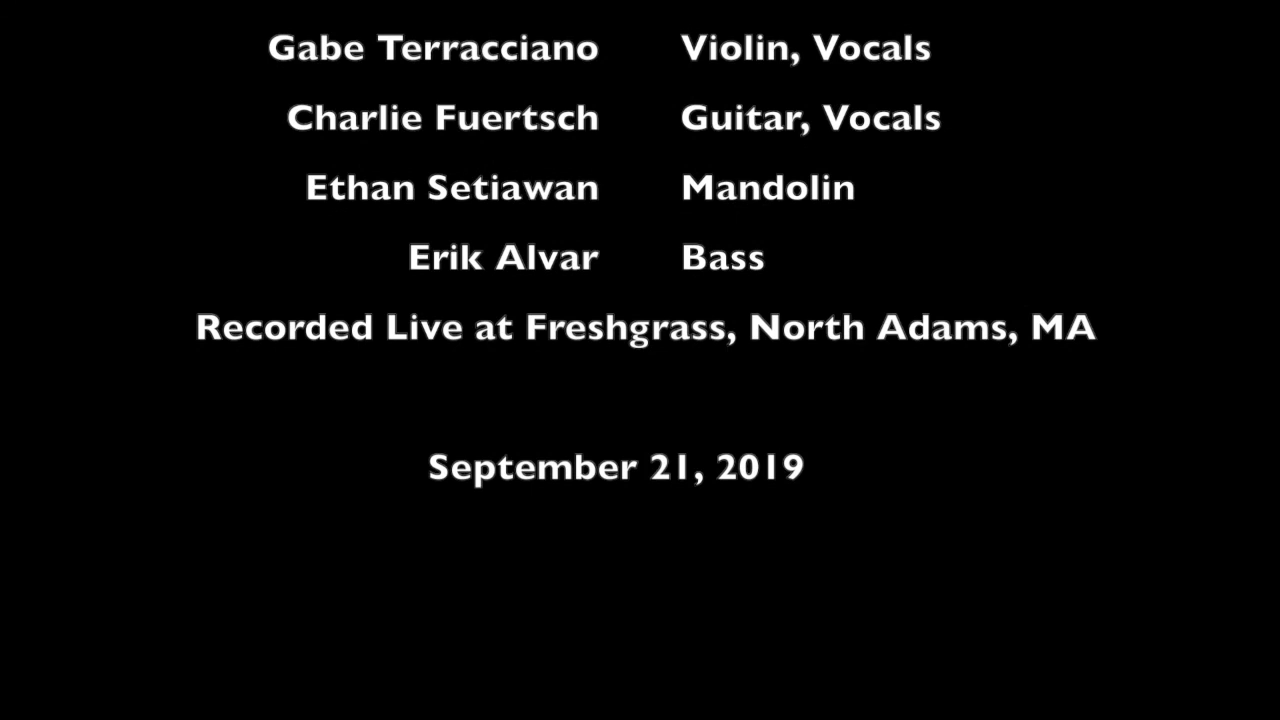 Gabe Terracciano Violin, Vocals
Charlie Fuertsch Guitar, Vocals
Ethan Setiawan Mandolin
Erik Alvar Bass
Recorded Live at Freshgrass, North Adams, MA
September 21, 2019